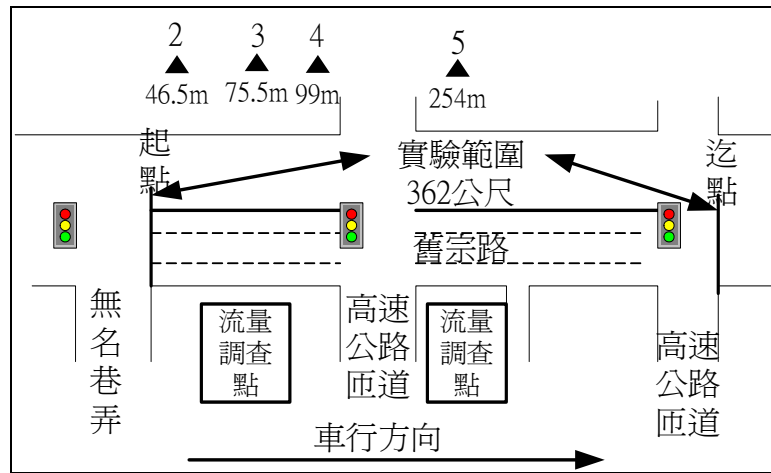 2
3
4
5
46.5m
75.5m
99m
254m
起點
實驗範圍
迄點
362公尺
舊宗路
無名巷弄
流量
調查
點
高速
公路
匝道
流量
調查
點
高速
公路
匝道
車行方向